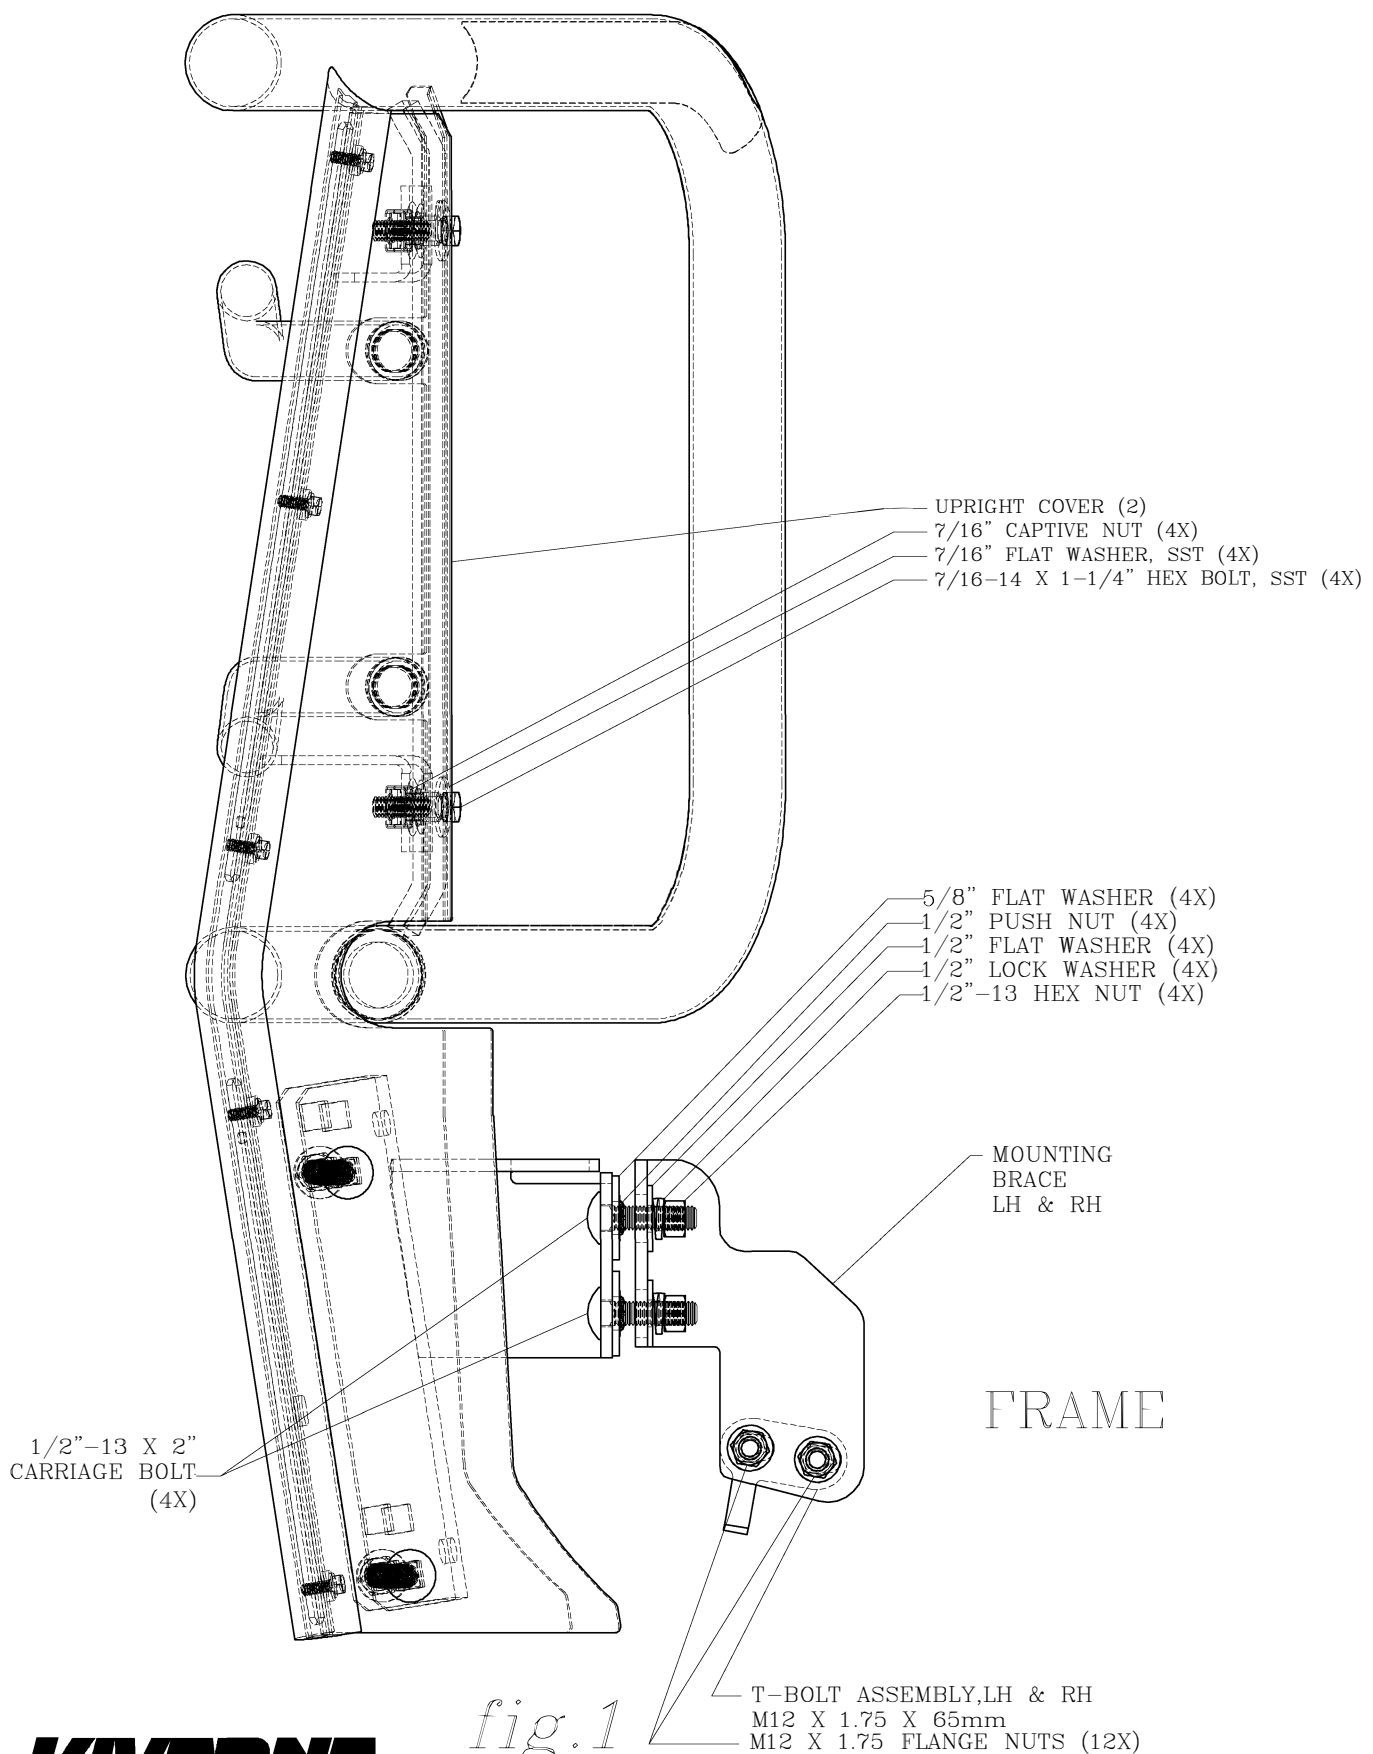 UPRIGHT COVER (2)
7/16" CAPTIVE NUT (4X)
7/16" FLAT WASHER, SST (4X)
7/16-14 X 1-1/4" HEX BOLT, SST (4X)
5/8" FLAT WASHER (4X)
1/2" PUSH NUT (4X)
1/2" FLAT WASHER (4X)
1/2" LOCK WASHER (4X)
1/2"-13 HEX NUT (4X)
MOUNTING
BRACE
LH & RH
FRAME
1/2"-13 X 2"
CARRIAGE BOLT
(4X)
T-BOLT ASSEMBLY,LH & RH
M12 X 1.75 X 65mm
M12 X 1.75 FLANGE NUTS (12X)
fig.1